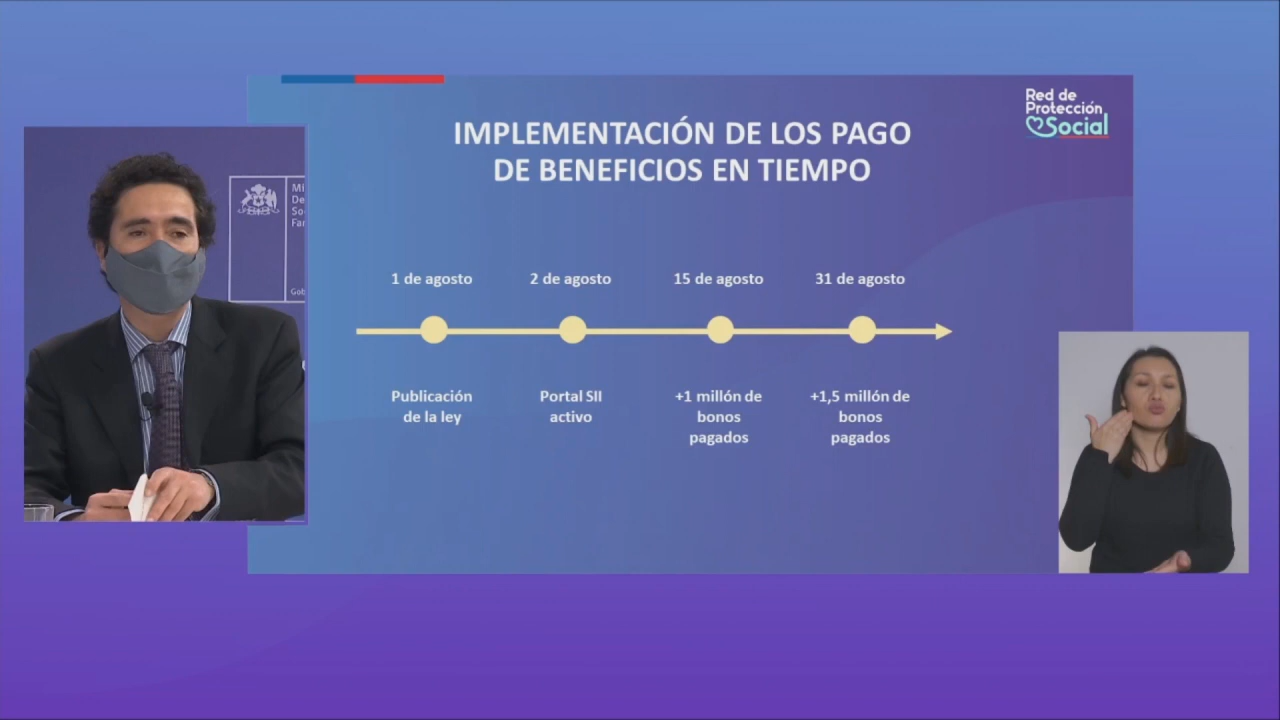 Red de
Protección
Social
IMPLEMENTACIÓN DE LOS PAGO
DE BENEFICIOS EN TIEMPO
1 de agosto
2 de agosto
15 de agosto
31 de agosto
Publicación
de la ley
Portal SII
activo
+1 millón de
bonos
pagados
+1,5 millón de
bonos
pagados